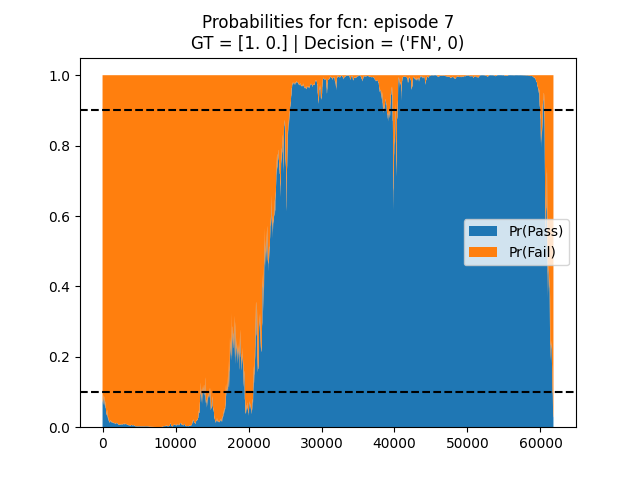 Probabilities for fcn: episode 7
GT = [1. 0.] | Decision = ('FN', 0)
1.0
0.8
0.6
0.4
0.2
0.0
Pr(Pass)
Pr(Fail)
0 10000 20000 30000 40000 50000 60000